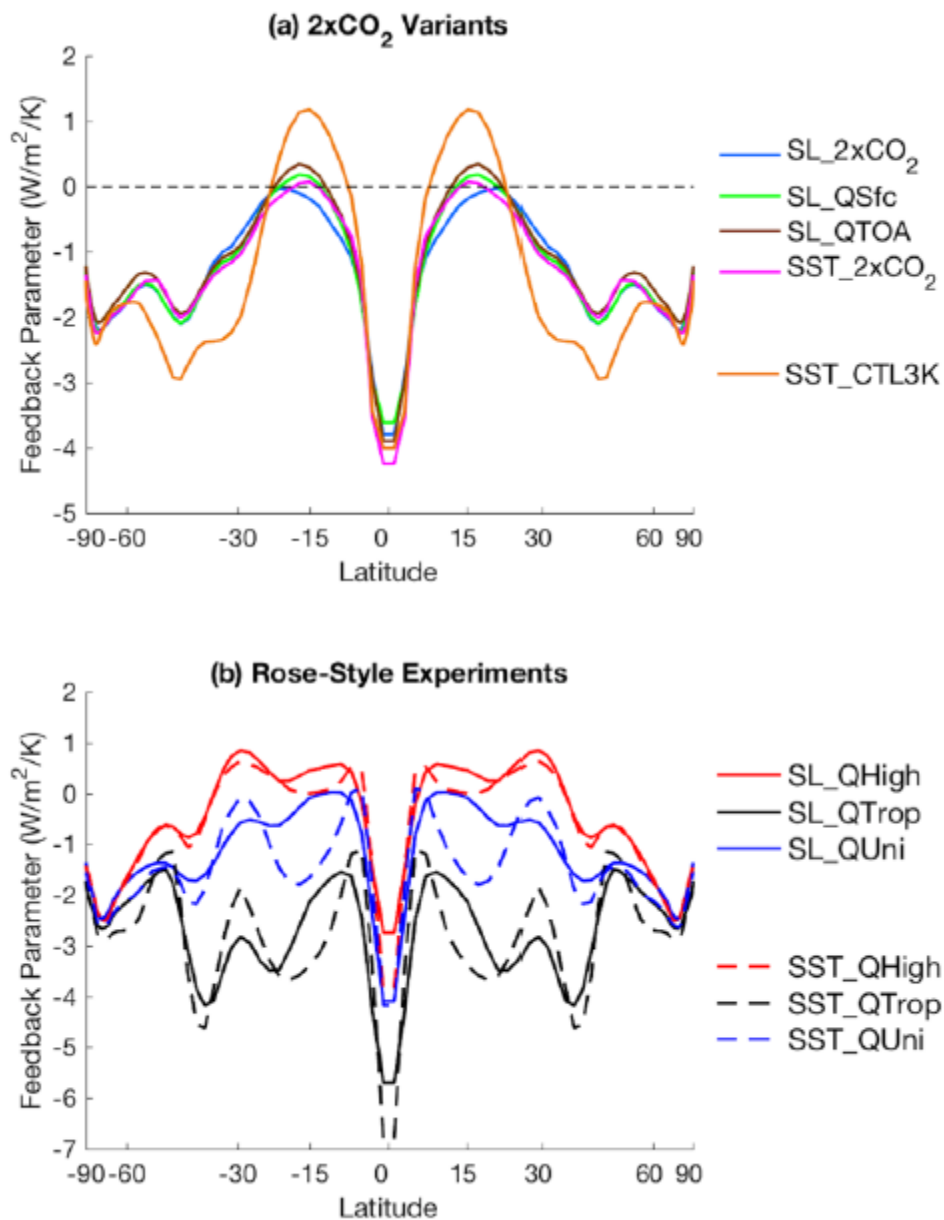 (a) 2xCO₂ Variants
Feedback Parameter (W/m²/K)
2
1
0
-1
-2
-3
-4
-5
-90 -60 -30 -15 0 15 30 60 90
Latitude
SL_2xCO₂
SL_QSfc
SL_QTOA
SST_2xCO₂
SST_CTL3K
(b) Rose-Style Experiments
Feedback Parameter (W/m²/K)
2
1
0
-1
-2
-3
-4
-5
-6
-7
-90 -60 -30 -15 0 15 30 60 90
Latitude
SL_QHigh
SL_QTrop
SL_QUni
SST_QHigh
SST_QTrop
SST_QUni